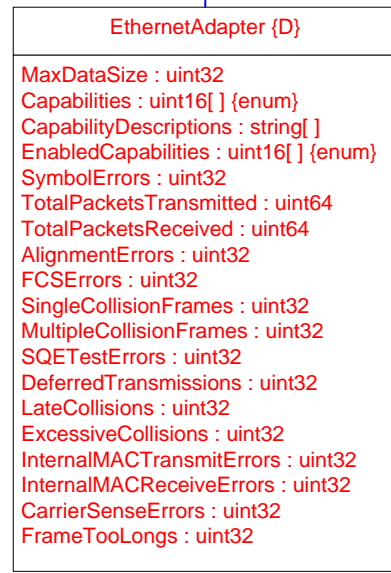 EthernetAdapter {D}
MaxDataSize : uint32
Capabilities : uint16[ ] {enum}
CapabilityDescriptions : string[ ]
EnabledCapabilities : uint16[ ] {enum}
SymbolErrors : uint32
TotalPacketsTransmitted : uint64
TotalPacketsReceived : uint64
AlignmentErrors : uint32
FCSErrors : uint32
SingleCollisionFrames : uint32
MultipleCollisionFrames : uint32
SQETestErrors : uint32
DeferredTransmissions : uint32
LateCollisions : uint32
ExcessiveCollisions : uint32
InternalMACTransmitErrors : uint32
InternalMACReceiveErrors : uint32
CarrierSenseErrors : uint32
FrameTooLongs : uint32